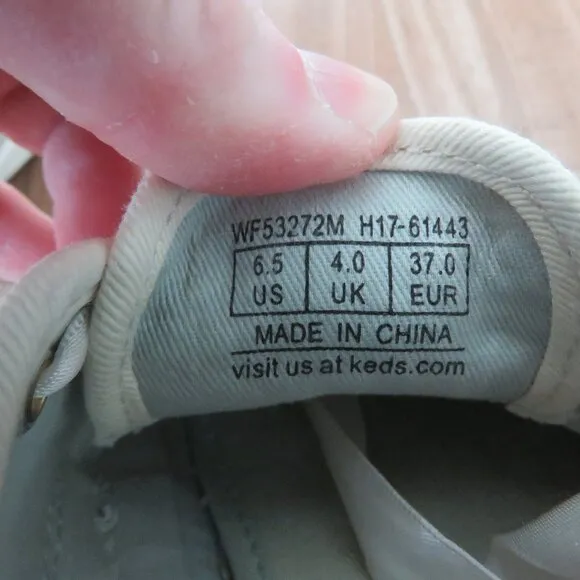 WF53272M H17-61443
6.5 4.0 37.0
US UK EUR
MADE IN CHINA
visit us at keds.com